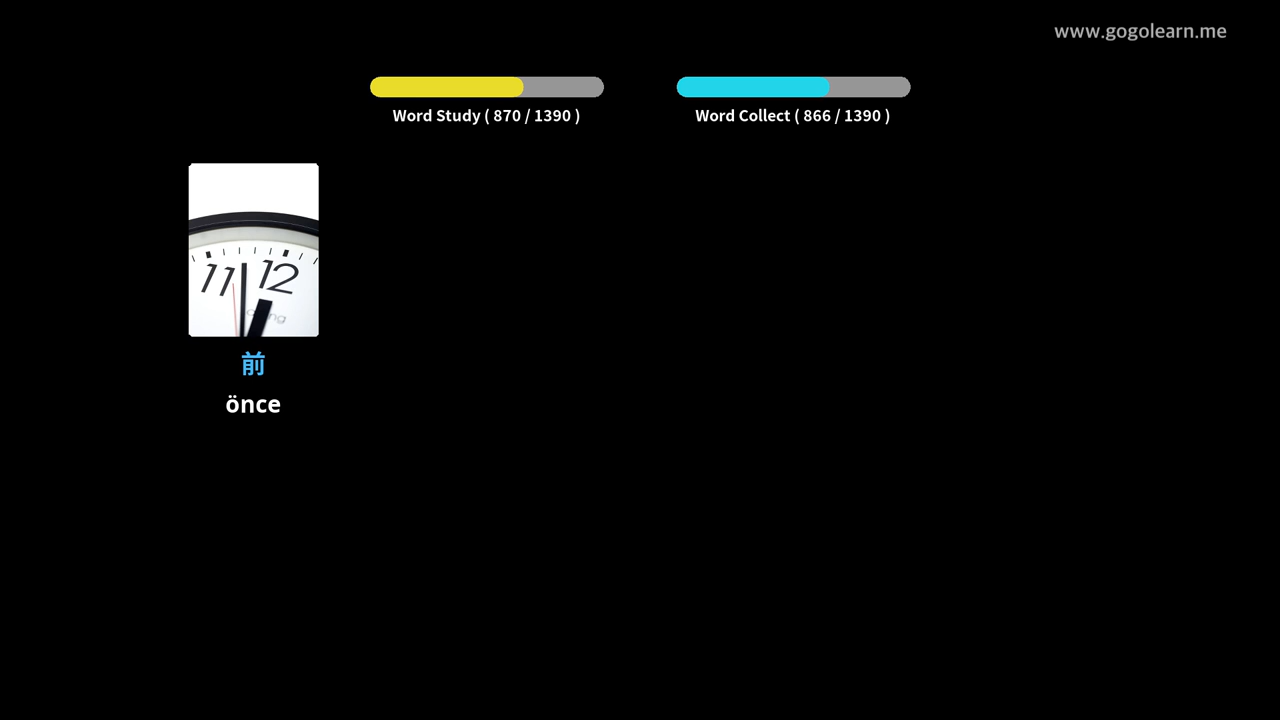 www.gogolearn.me
Word Study ( 870 / 1390 )
Word Collect ( 866 / 1390 )
11
12
前
önce